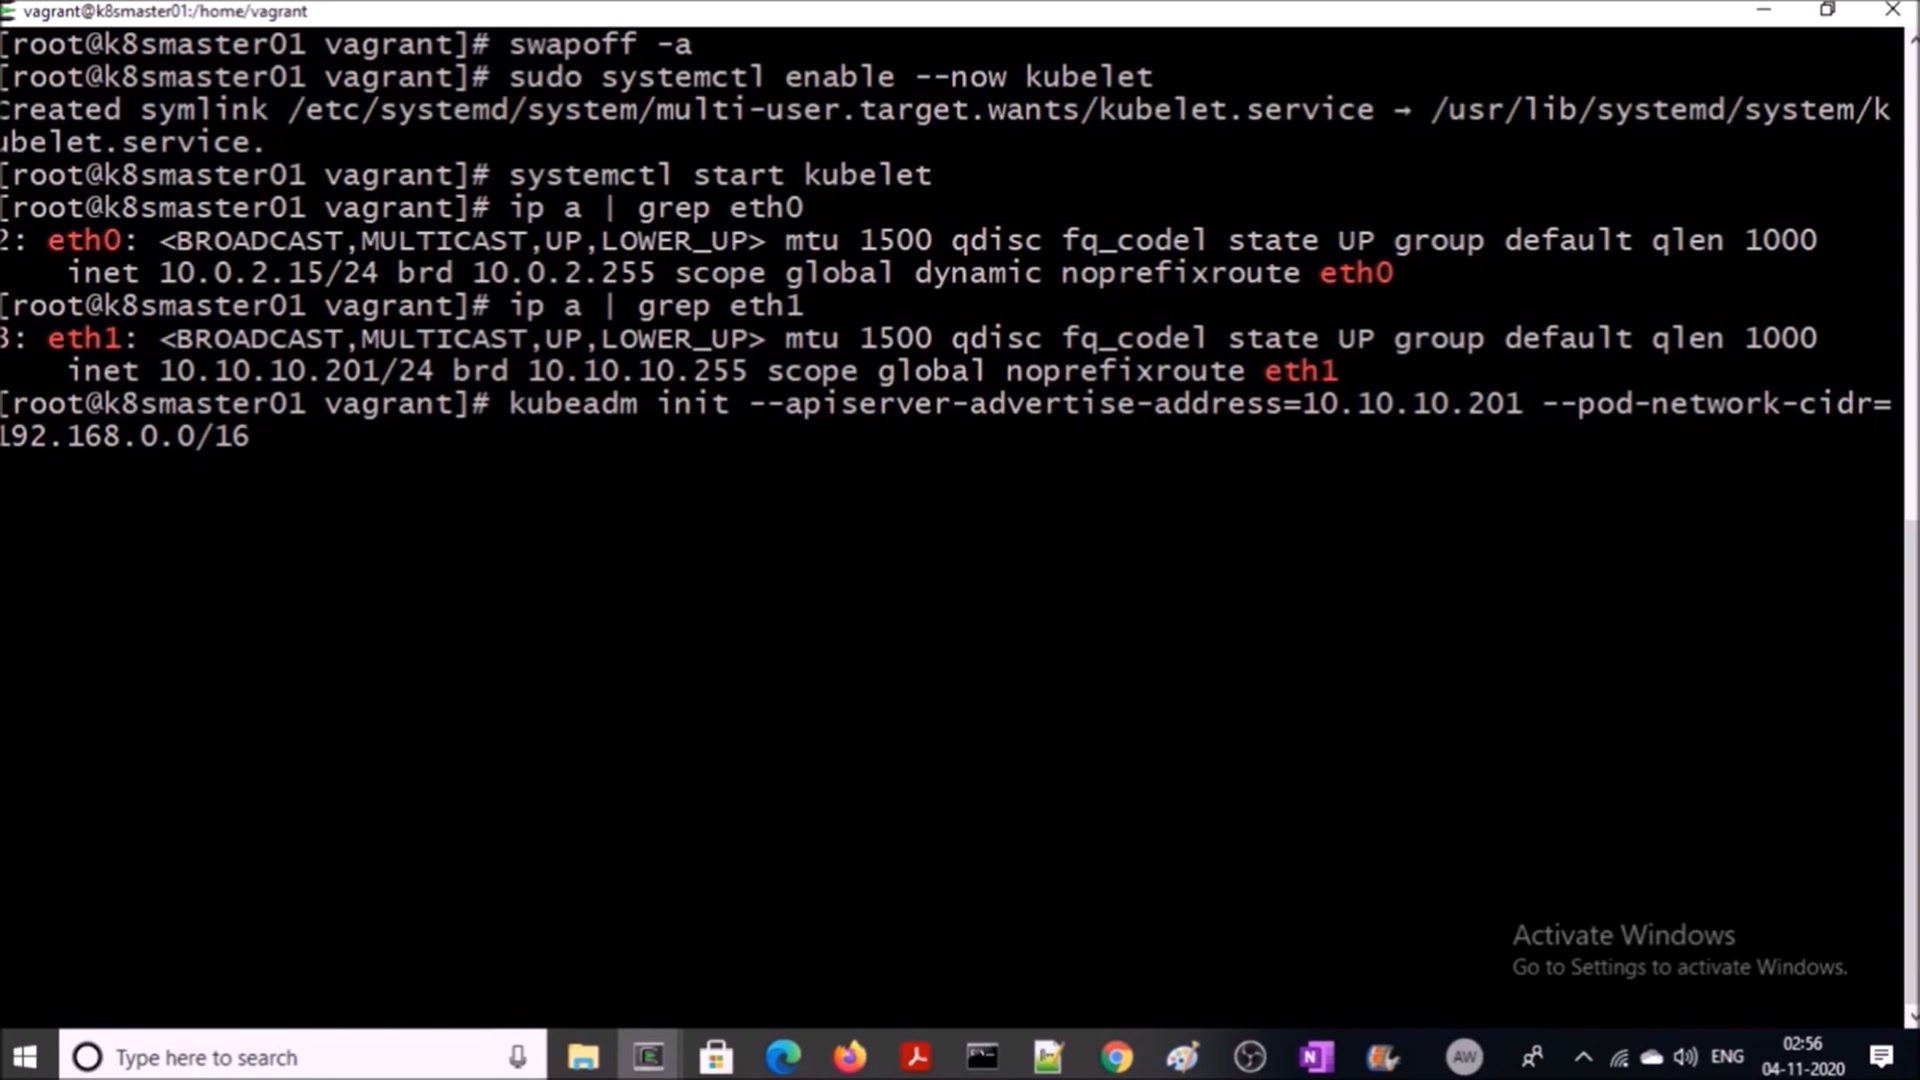 vagrant@k8smaster01:/home/vagrant
[root@k8smaster01 vagrant]# swapoff -a
[root@k8smaster01 vagrant]# sudo systemctl enable --now kubelet
Created symlink /etc/systemd/system/multi-user.target.wants/kubelet.service → /usr/lib/systemd/system/k
ubelet.service.
[root@k8smaster01 vagrant]# systemctl start kubelet
[root@k8smaster01 vagrant]# ip a | grep eth0
2: eth0: <BROADCAST,MULTICAST,UP,LOWER_UP> mtu 1500 qdisc fq_codel state UP group default qlen 1000
inet 10.0.2.15/24 brd 10.0.2.255 scope global dynamic noprefixroute eth0
[root@k8smaster01 vagrant]# ip a | grep eth1
3: eth1: <BROADCAST,MULTICAST,UP,LOWER_UP> mtu 1500 qdisc fq_codel state UP group default qlen 1000
inet 10.10.10.201/24 brd 10.10.10.255 scope global noprefixroute eth1
[root@k8smaster01 vagrant]# kubeadm init --apiserver-advertise-address=10.10.10.201 --pod-network-cidr=
192.168.0.0/16
Activate Windows
Go to Settings to activate Windows.
Type here to search
AW
ENG
02:56
04-11-2020